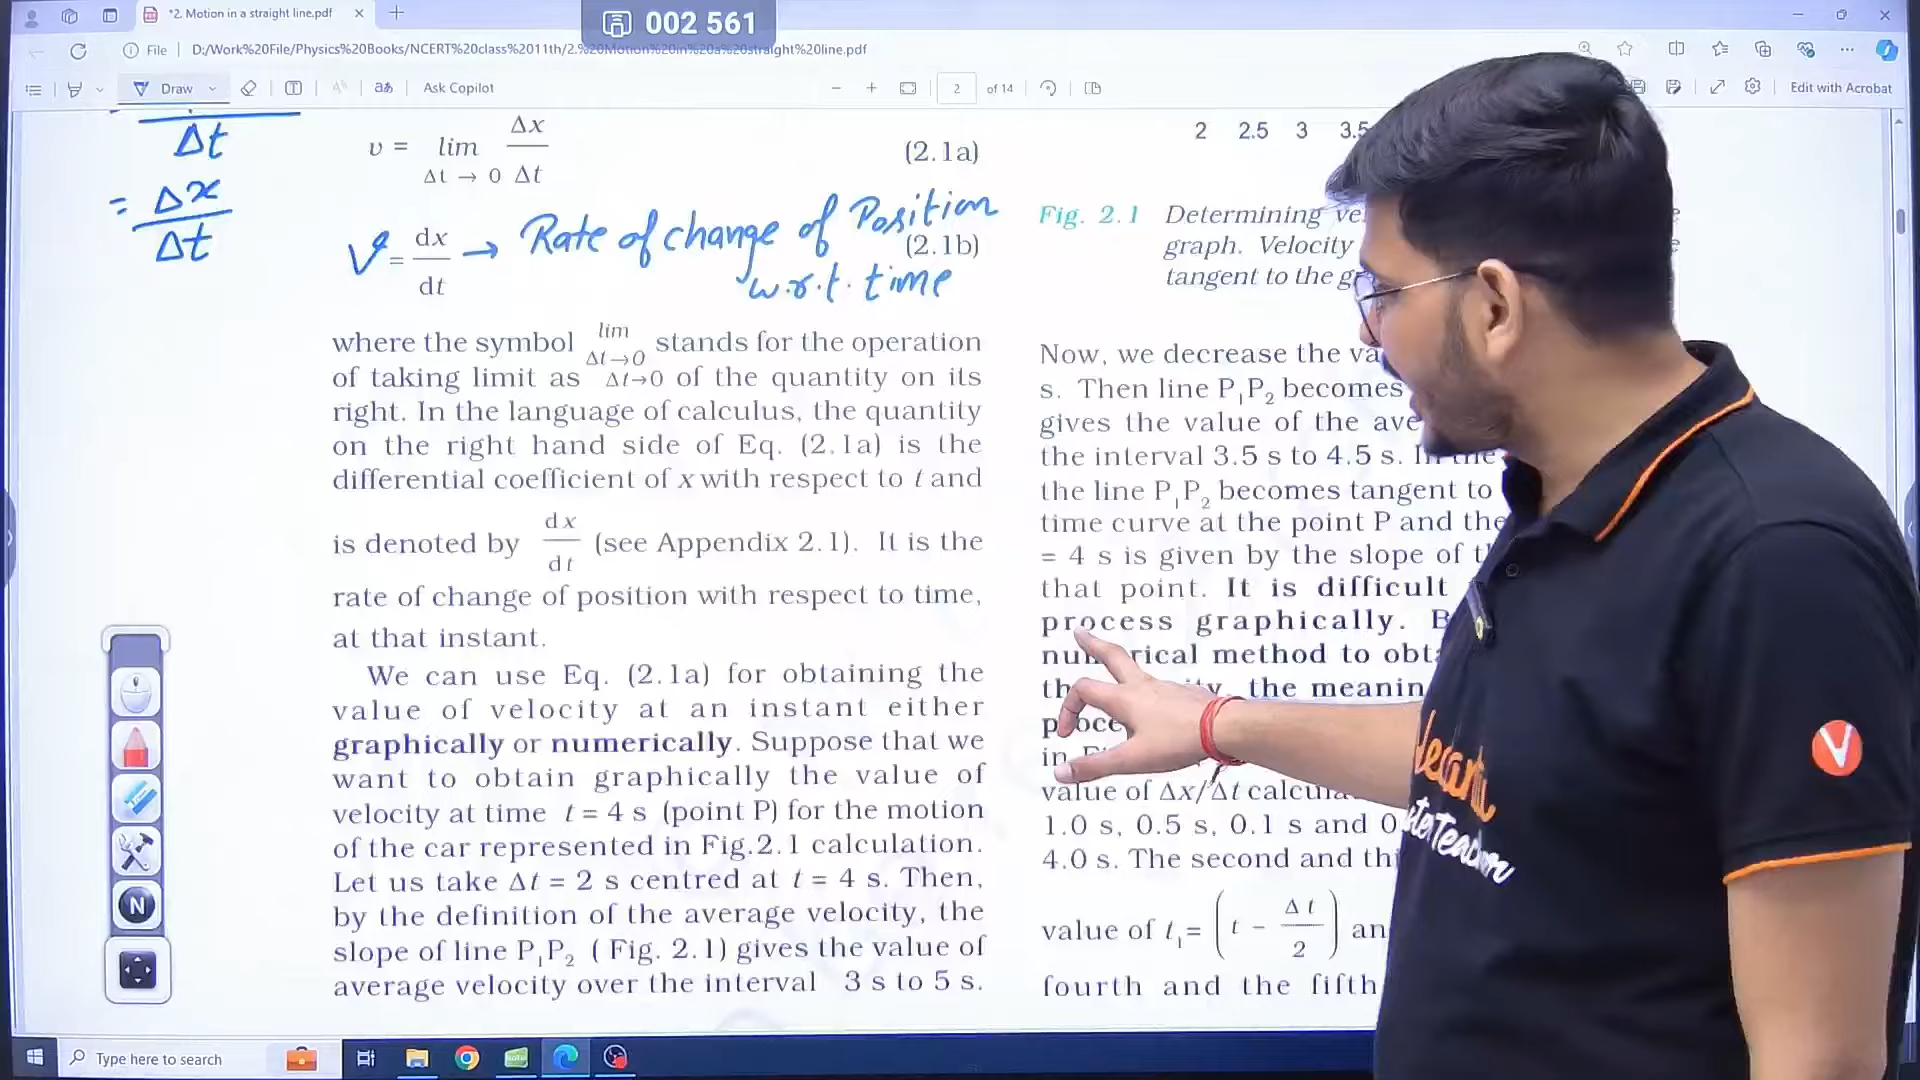 002 561
*2. Motion in a straight line.pdf
File
D:/Work%20File/Physics%20Books/NCERT%20class%2011th/2.%20Motion%20in%20a%20straight%20line.pdf
Draw
aあ
Ask Copilot
2 of 14
Edit with Acrobat
Δt
= Δx
Δt
υ = lim Δx
Δt → 0 Δt
(2.1a)
V = dx → Rate of change of Position
dt
(2.1b)
w.r.t. time
where the symbol lim stands for the operation
Δt→0
of taking limit as Δt→0 of the quantity on its
right. In the language of calculus, the quantity
on the right hand side of Eq. (2.1a) is the
differential coefficient of x with respect to t and
is denoted by dx (see Appendix 2.1). It is the
dt
rate of change of position with respect to time,
at that instant.
We can use Eq. (2.1a) for obtaining the
value of velocity at an instant either
graphically or numerically. Suppose that we
want to obtain graphically the value of
velocity at time t = 4 s (point P) for the motion
of the car represented in Fig.2.1 calculation.
Let us take Δt = 2 s centred at t = 4 s. Then,
by the definition of the average velocity, the
slope of line P₁P₂ ( Fig. 2.1) gives the value of
average velocity over the interval 3 s to 5 s.
2 2.5 3 3.5
Fig. 2.1 Determining
graph. Velocity
tangent to the
Now, we decrease the
s. Then line P₁P₂ becomes
gives the value of the
the interval 3.5 s to 4.5 s.
the line P₁P₂ becomes tangent to
time curve at the point P and the
= 4 s is given by the slope of
that point. It is difficult
process graphically.
method to
the
in
value of Δx/Δt
1.0 s, 0.5 s, 0.1 s and
4.0 s. The second and
value of t₁= (t - Δt
2)
fourth and the fifth
N
V
Type here to search